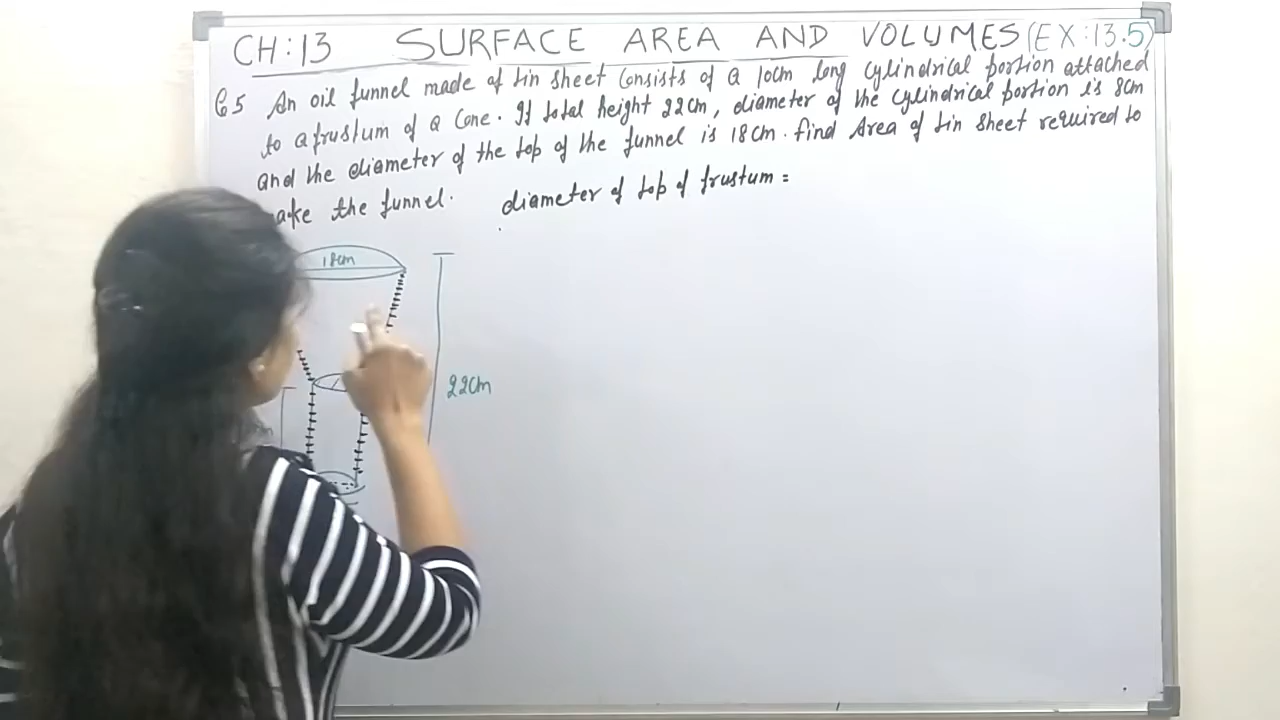 CH:13 SURFACE AREA AND VOLUMES (EX:13.5)
Q5 An oil funnel made of tin sheet consists of a 10cm long cylindrical portion attached
to a frustum of a cone. If total height 22cm, diameter of the cylindrical portion is 8cm
and the diameter of the top of the funnel is 18cm. find Area of tin sheet required to
ake the funnel.
diameter of top of frustum =
18cm
22cm